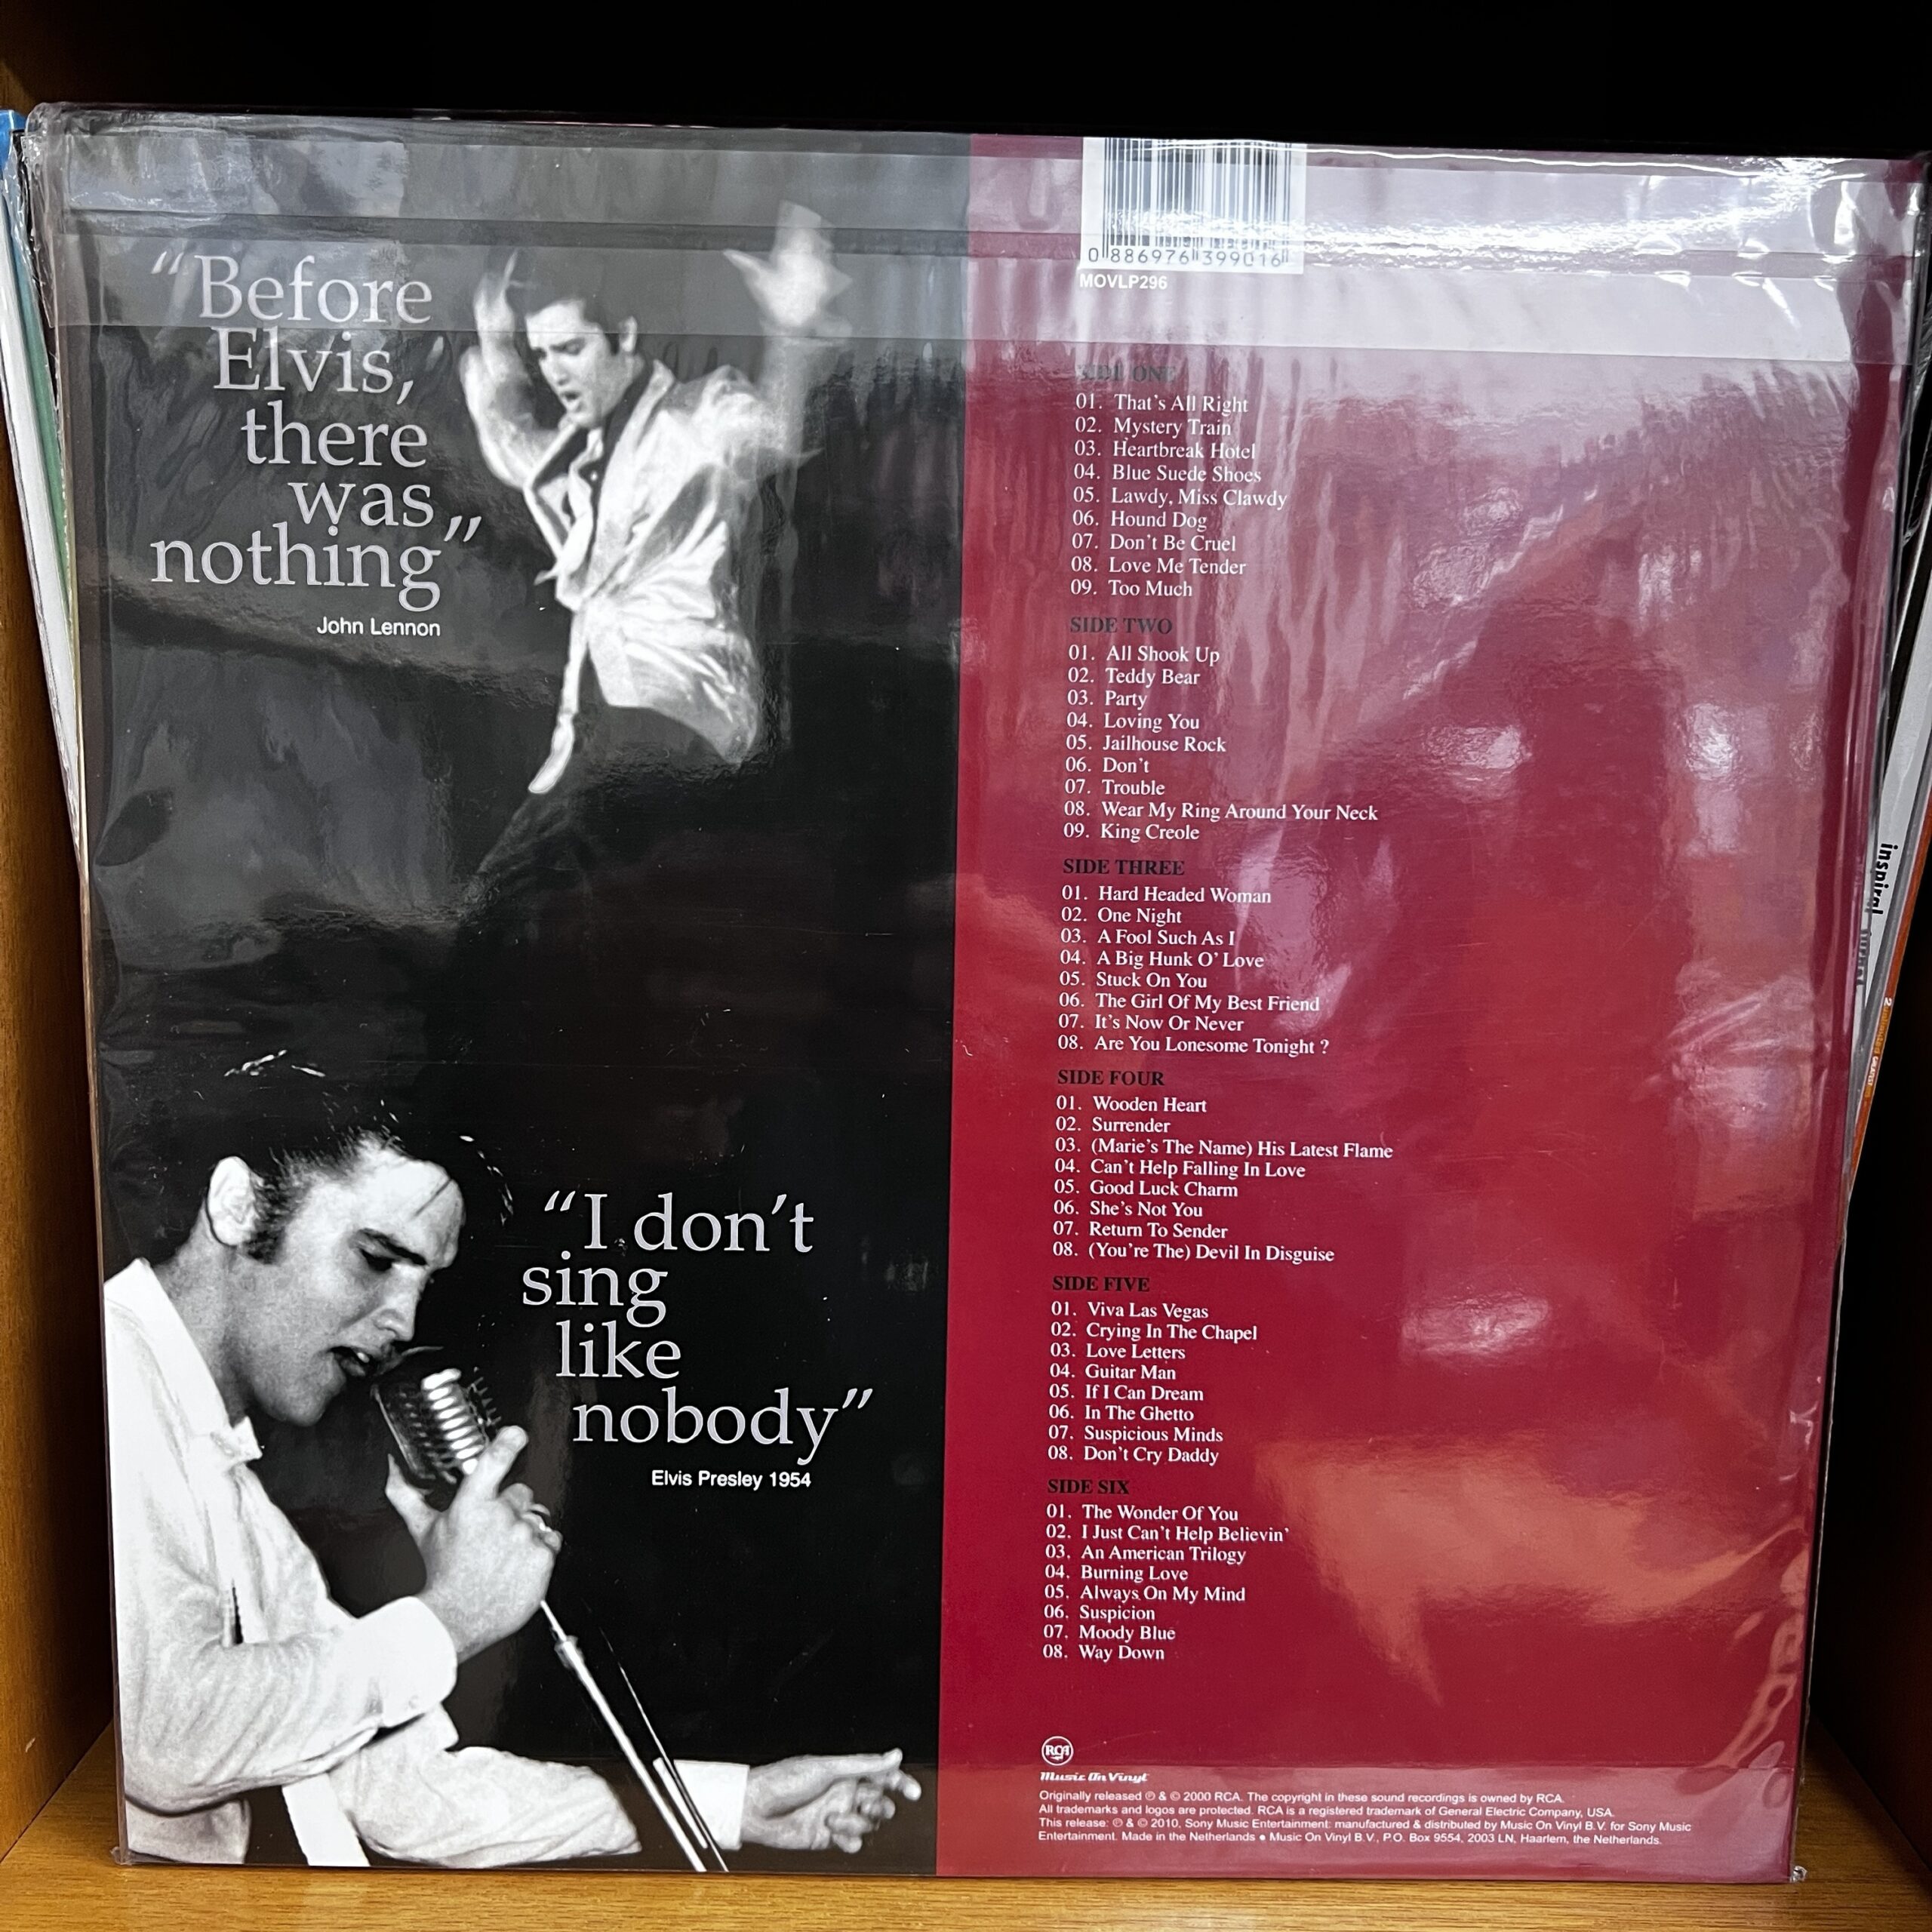 “Before
Elvis,
there
was
nothing”
John Lennon
“I don’t
sing
like
nobody”
Elvis Presley 1954
0 886976 399016
MOVLP296
SIDE ONE
01. That’s All Right
02. Mystery Train
03. Heartbreak Hotel
04. Blue Suede Shoes
05. Lawdy, Miss Clawdy
06. Hound Dog
07. Don’t Be Cruel
08. Love Me Tender
09. Too Much
SIDE TWO
01. All Shook Up
02. Teddy Bear
03. Party
04. Loving You
05. Jailhouse Rock
06. Don’t
07. Trouble
08. Wear My Ring Around Your Neck
09. King Creole
SIDE THREE
01. Hard Headed Woman
02. One Night
03. A Fool Such As I
04. A Big Hunk O’ Love
05. Stuck On You
06. The Girl Of My Best Friend
07. It’s Now Or Never
08. Are You Lonesome Tonight ?
SIDE FOUR
01. Wooden Heart
02. Surrender
03. (Marie’s The Name) His Latest Flame
04. Can’t Help Falling In Love
05. Good Luck Charm
06. She’s Not You
07. Return To Sender
08. (You’re The) Devil In Disguise
SIDE FIVE
01. Viva Las Vegas
02. Crying In The Chapel
03. Love Letters
04. Guitar Man
05. If I Can Dream
06. In The Ghetto
07. Suspicious Minds
08. Don’t Cry Daddy
SIDE SIX
01. The Wonder Of You
02. I Just Can’t Help Believin’
03. An American Trilogy
04. Burning Love
05. Always On My Mind
06. Suspicion
07. Moody Blue
08. Way Down
RCA
Music On Vinyl
Originally released ℗ & © 2000 RCA. The copyright in these sound recordings is owned by RCA.
All trademarks and logos are protected. RCA is a registered trademark of General Electric Company, USA.
This release: ℗ & © 2010, Sony Music Entertainment: manufactured & distributed by Music On Vinyl B.V. for Sony Music
Entertainment. Made in the Netherlands ● Music On Vinyl B.V., P.O. Box 9554, 2003 LN, Haarlem, the Netherlands.
inspiral